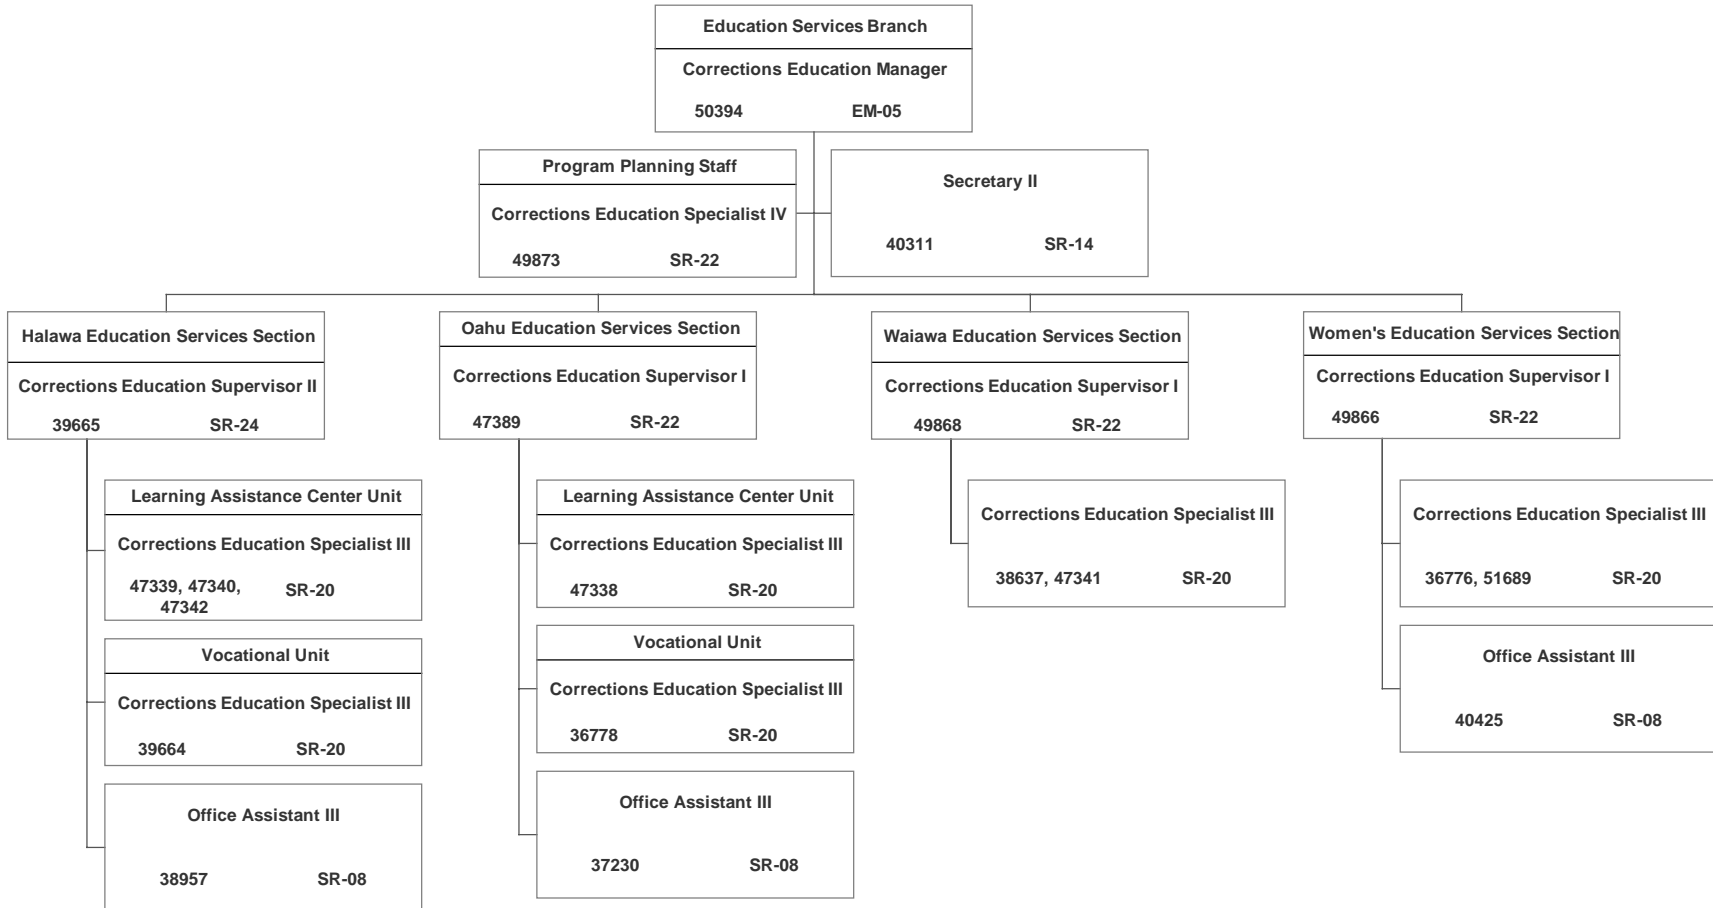 Education Services Branch
Corrections Education Manager
50394 EM-05
Program Planning Staff
Corrections Education Specialist IV
49873 SR-22
Secretary II
40311 SR-14
Halawa Education Services Section
Corrections Education Supervisor II
39665 SR-24
Learning Assistance Center Unit
Corrections Education Specialist III
47339, 47340,
47342 SR-20
Vocational Unit
Corrections Education Specialist III
39664 SR-20
Office Assistant III
38957 SR-08
Oahu Education Services Section
Corrections Education Supervisor I
47389 SR-22
Learning Assistance Center Unit
Corrections Education Specialist III
47338 SR-20
Vocational Unit
Corrections Education Specialist III
36778 SR-20
Office Assistant III
37230 SR-08
Waiawa Education Services Section
Corrections Education Supervisor I
49868 SR-22
Corrections Education Specialist III
38637, 47341 SR-20
Women's Education Services Section
Corrections Education Supervisor I
49866 SR-22
Corrections Education Specialist III
36776, 51689 SR-20
Office Assistant III
40425 SR-08